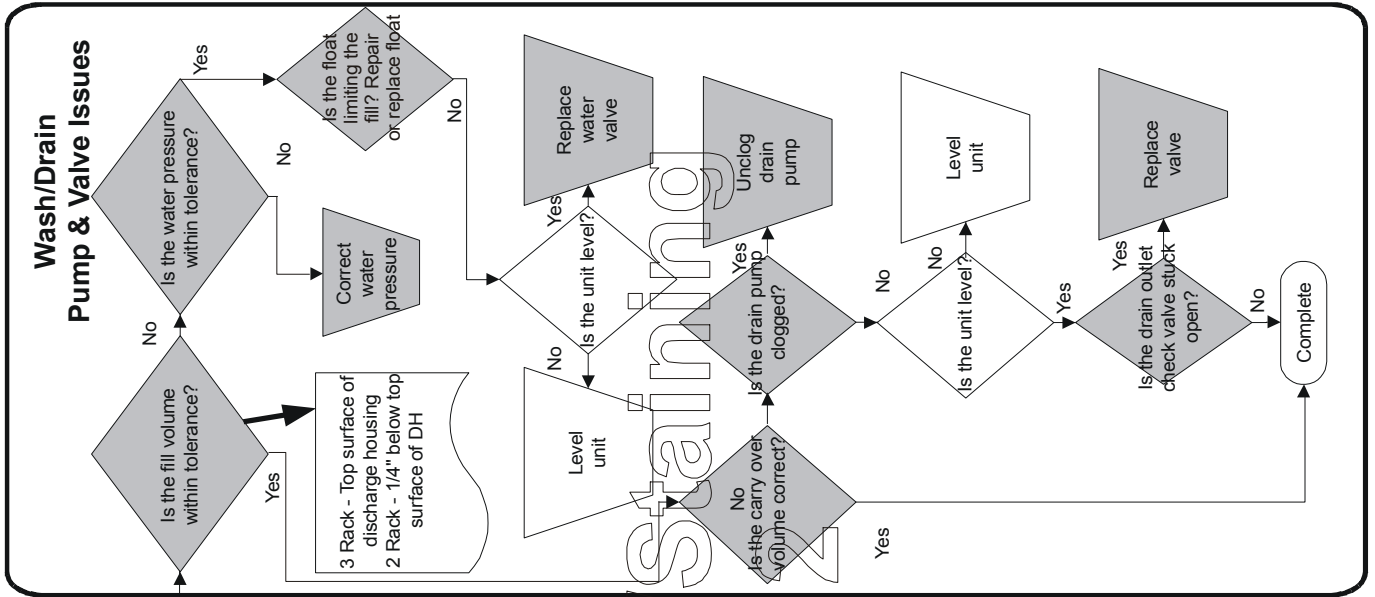 Wash/Drain
Pump & Valve Issues
Is the fill volume
within tolerance?
No
Yes
3 Rack - Top surface of
discharge housing
2 Rack - 1/4" below top
surface of DH
Is the water pressure
within tolerance?
Yes
No
Correct
water
pressure
Is the float
limiting the
fill? Repair
or replace float
No
Is the unit level?
Yes
Replace
water
valve
No
Level
unit
Is the carry over
volume correct?
No
Yes
Is the drain pump
clogged?
Yes
Unclog
drain
pump
No
Is the unit level?
No
Level
unit
Yes
Is the drain outlet
check valve stuck
open?
Yes
Replace
valve
No
Complete
Staining
2